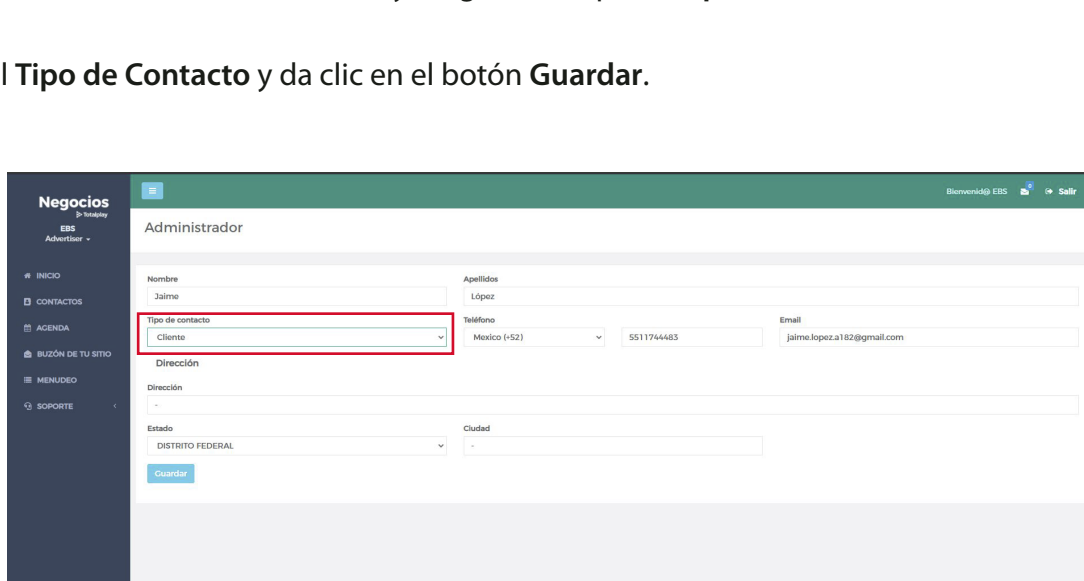 l Tipo de Contacto y da clic en el botón Guardar.
Negocios
Totalplay
EBS
Advertiser
INICIO
CONTACTOS
AGENDA
BUZÓN DE TU SITIO
MENUDEO
SOPORTE
Bienvenid@ EBS 0 Salir
Administrador
Nombre Apellidos
Jaime López
Tipo de contacto Teléfono Email
Cliente Mexico (+52) 5511744483 jaime.lopez.a182@gmail.com
Dirección
Dirección
-
Estado Ciudad
DISTRITO FEDERAL -
Guardar